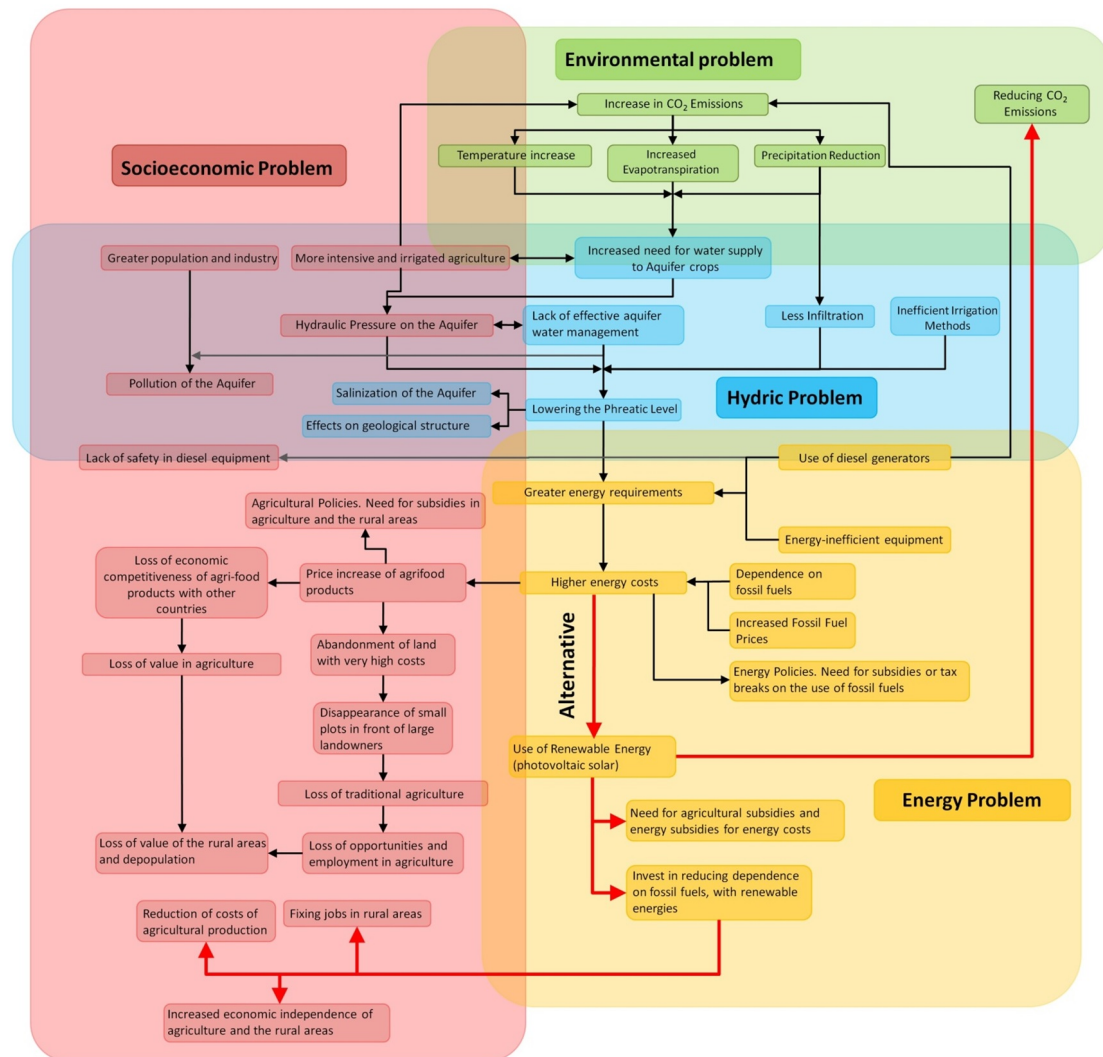 Environmental problem
Increase in CO₂ Emissions
Reducing CO₂
Emissions
Socioeconomic Problem
Temperature increase
Increased
Evapotranspiration
Precipitation Reduction
Greater population and industry
More intensive and irrigated agriculture
Increased need for water supply
to Aquifer crops
Hydraulic Pressure on the Aquifer
Lack of effective aquifer
water management
Less Infiltration
Inefficient Irrigation
Methods
Pollution of the Aquifer
Salinization of the Aquifer
Lowering the Phreatic Level
Hydric Problem
Effects on geological structure
Lack of safety in diesel equipment
Use of diesel generators
Greater energy requirements
Agricultural Policies. Need for subsidies in
agriculture and the rural areas
Energy-inefficient equipment
Loss of economic
competitiveness of agri-food
products with other
countries
Price increase of agrifood
products
Higher energy costs
Dependence on
fossil fuels
Increased Fossil Fuel
Prices
Abandonment of land
with very high costs
Loss of value in agriculture
Alternative
Energy Policies. Need for subsidies or tax
breaks on the use of fossil fuels
Disappearance of small
plots in front of large
landowners
Use of Renewable Energy
(photovoltaic solar)
Loss of traditional agriculture
Energy Problem
Need for agricultural subsidies and
energy subsidies for energy costs
Loss of value of the rural areas
and depopulation
Loss of opportunities and
employment in agriculture
Invest in reducing dependence
on fossil fuels, with renewable
energies
Reduction of costs of
agricultural production
Fixing jobs in rural areas
Increased economic independence of
agriculture and the rural areas